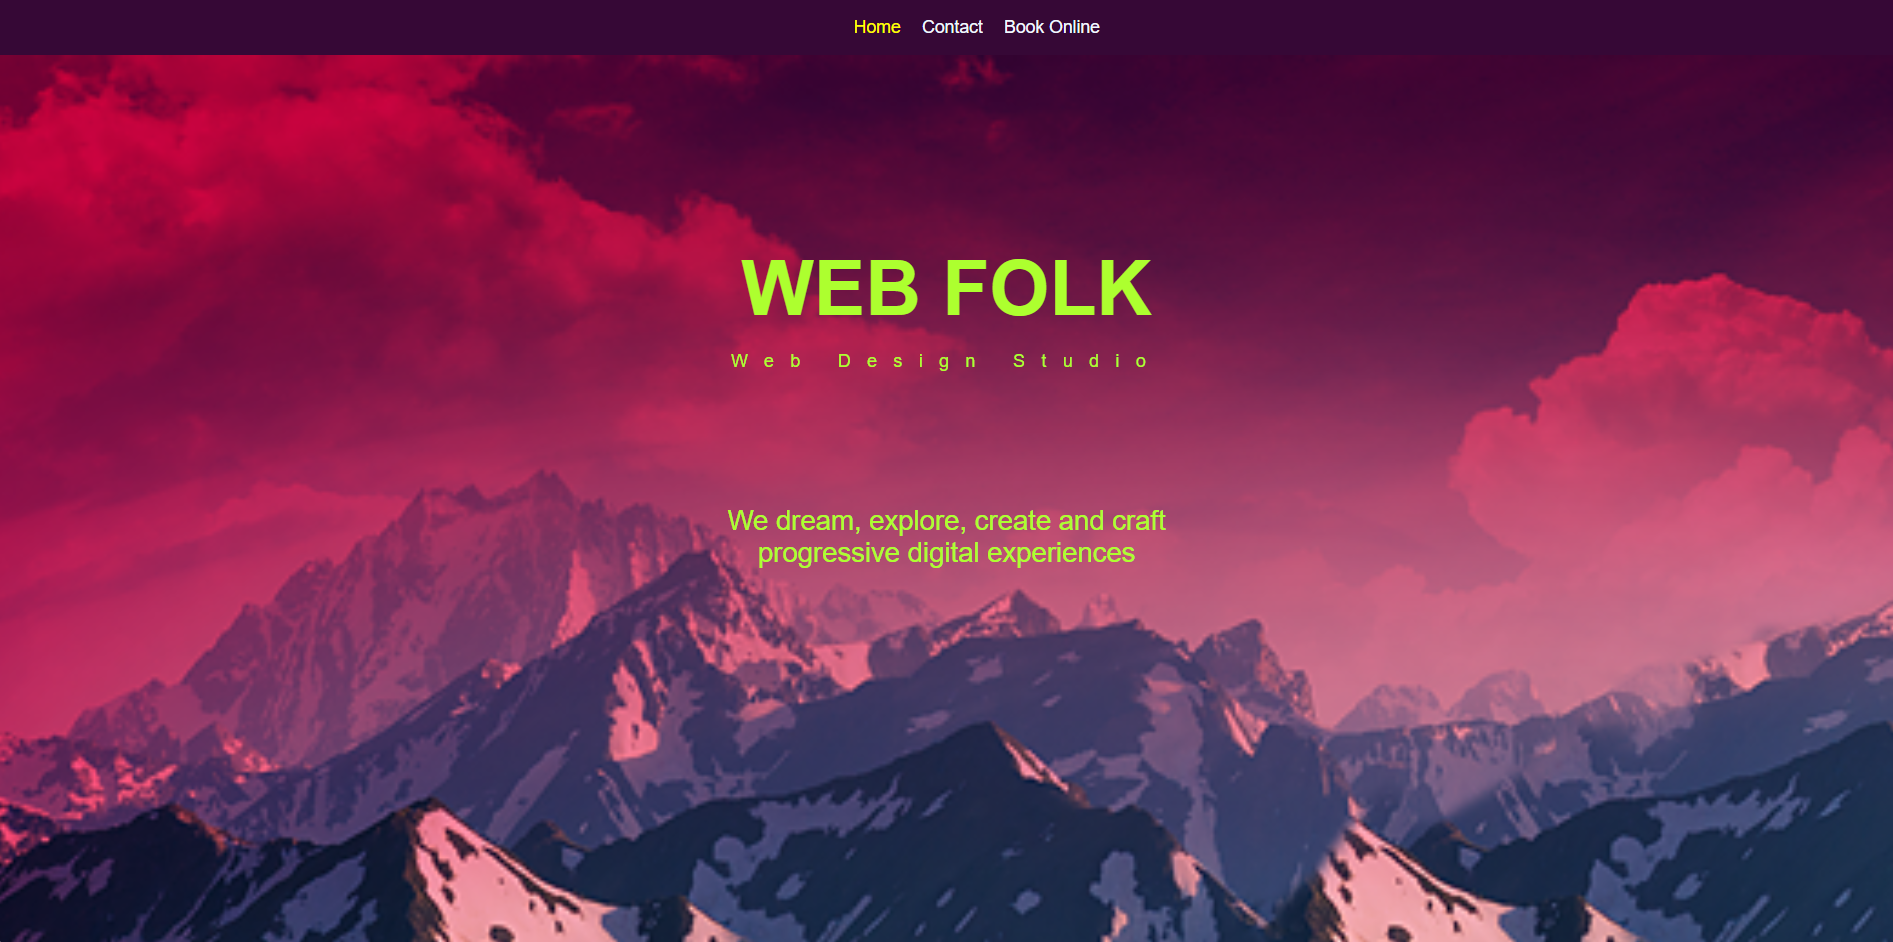 Home Contact Book Online
WEB FOLK
Web Design Studio
We dream, explore, create and craft
progressive digital experiences